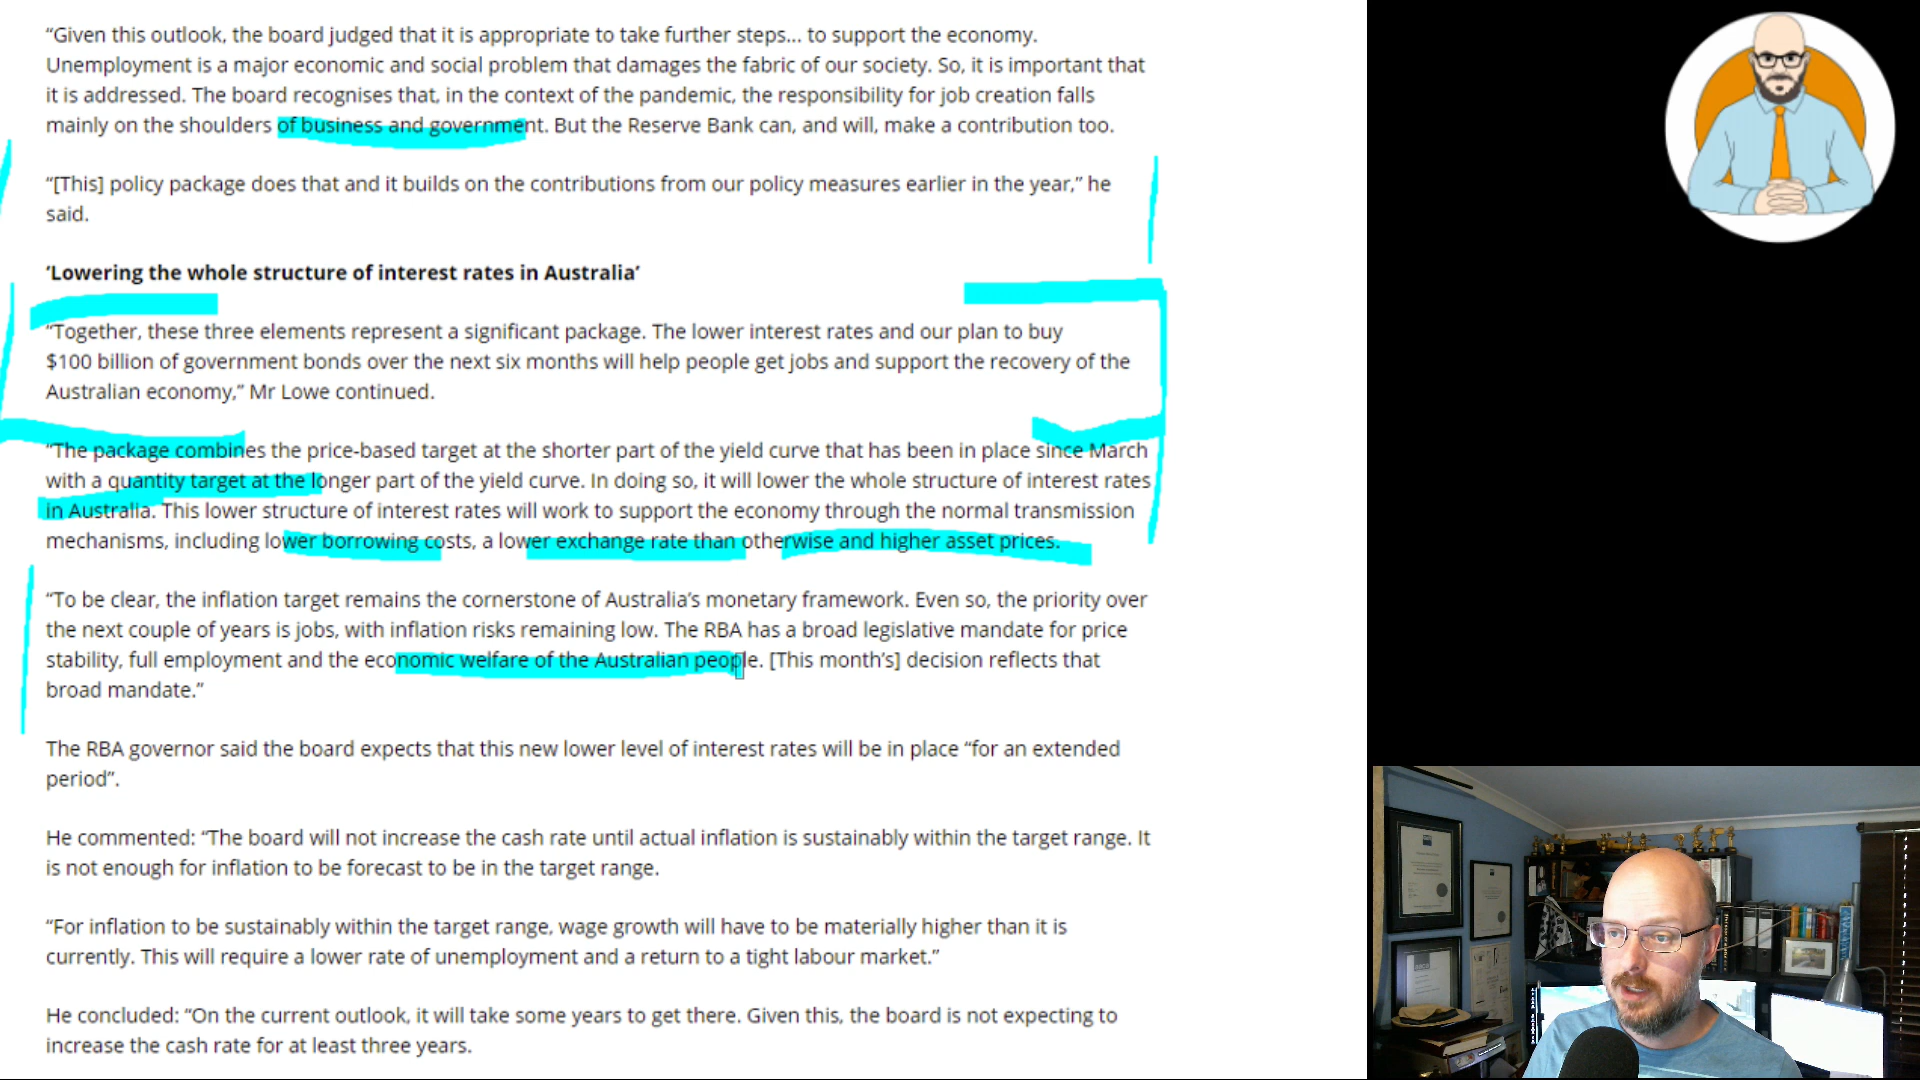 “Given this outlook, the board judged that it is appropriate to take further steps... to support the economy.
Unemployment is a major economic and social problem that damages the fabric of our society. So, it is important that
it is addressed. The board recognises that, in the context of the pandemic, the responsibility for job creation falls
mainly on the shoulders of business and government. But the Reserve Bank can, and will, make a contribution too.
“[This] policy package does that and it builds on the contributions from our policy measures earlier in the year,” he
said.
‘Lowering the whole structure of interest rates in Australia’
“Together, these three elements represent a significant package. The lower interest rates and our plan to buy
$100 billion of government bonds over the next six months will help people get jobs and support the recovery of the
Australian economy,” Mr Lowe continued.
“The package combines the price-based target at the shorter part of the yield curve that has been in place since March
with a quantity target at the longer part of the yield curve. In doing so, it will lower the whole structure of interest rates
in Australia. This lower structure of interest rates will work to support the economy through the normal transmission
mechanisms, including lower borrowing costs, a lower exchange rate than otherwise and higher asset prices.
“To be clear, the inflation target remains the cornerstone of Australia’s monetary framework. Even so, the priority over
the next couple of years is jobs, with inflation risks remaining low. The RBA has a broad legislative mandate for price
stability, full employment and the economic welfare of the Australian people. [This month’s] decision reflects that
broad mandate.”
The RBA governor said the board expects that this new lower level of interest rates will be in place “for an extended
period”.
He commented: “The board will not increase the cash rate until actual inflation is sustainably within the target range. It
is not enough for inflation to be forecast to be in the target range.
“For inflation to be sustainably within the target range, wage growth will have to be materially higher than it is
currently. This will require a lower rate of unemployment and a return to a tight labour market.”
He concluded: “On the current outlook, it will take some years to get there. Given this, the board is not expecting to
increase the cash rate for at least three years.